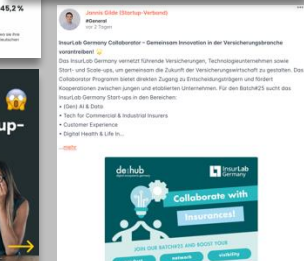 45,2 %
up-
Jannis Gilde (Startup-Verband)
#General
vor 2 Tagen
InsurLab Germany Collaborator – Gemeinsam Innovation in der Versicherungsbranche
vorantreiben!
Das InsurLab Germany vernetzt führende Versicherungen, Technologieunternehmen sowie
Start- und Scale-ups, um gemeinsam die Zukunft der Versicherungswirtschaft zu gestalten. Das
Collaborator Programm bietet direkten Zugang zu Entscheidungsträgern und fördert
Kooperationen zwischen jungen und etablierten Unternehmen. Für den Batch#25 sucht das
InsurLab Germany Start-ups in den Bereichen:
• (Gen) AI & Data
• Tech for Commercial & Industrial Insurers
• Customer Experience
• Digital Health & Life In...
...mehr
de:hub
InsurLab
Germany
Collaborate with
Insurances!
JOIN OUR BATCH#25 AND BOOST YOUR
network
visibility